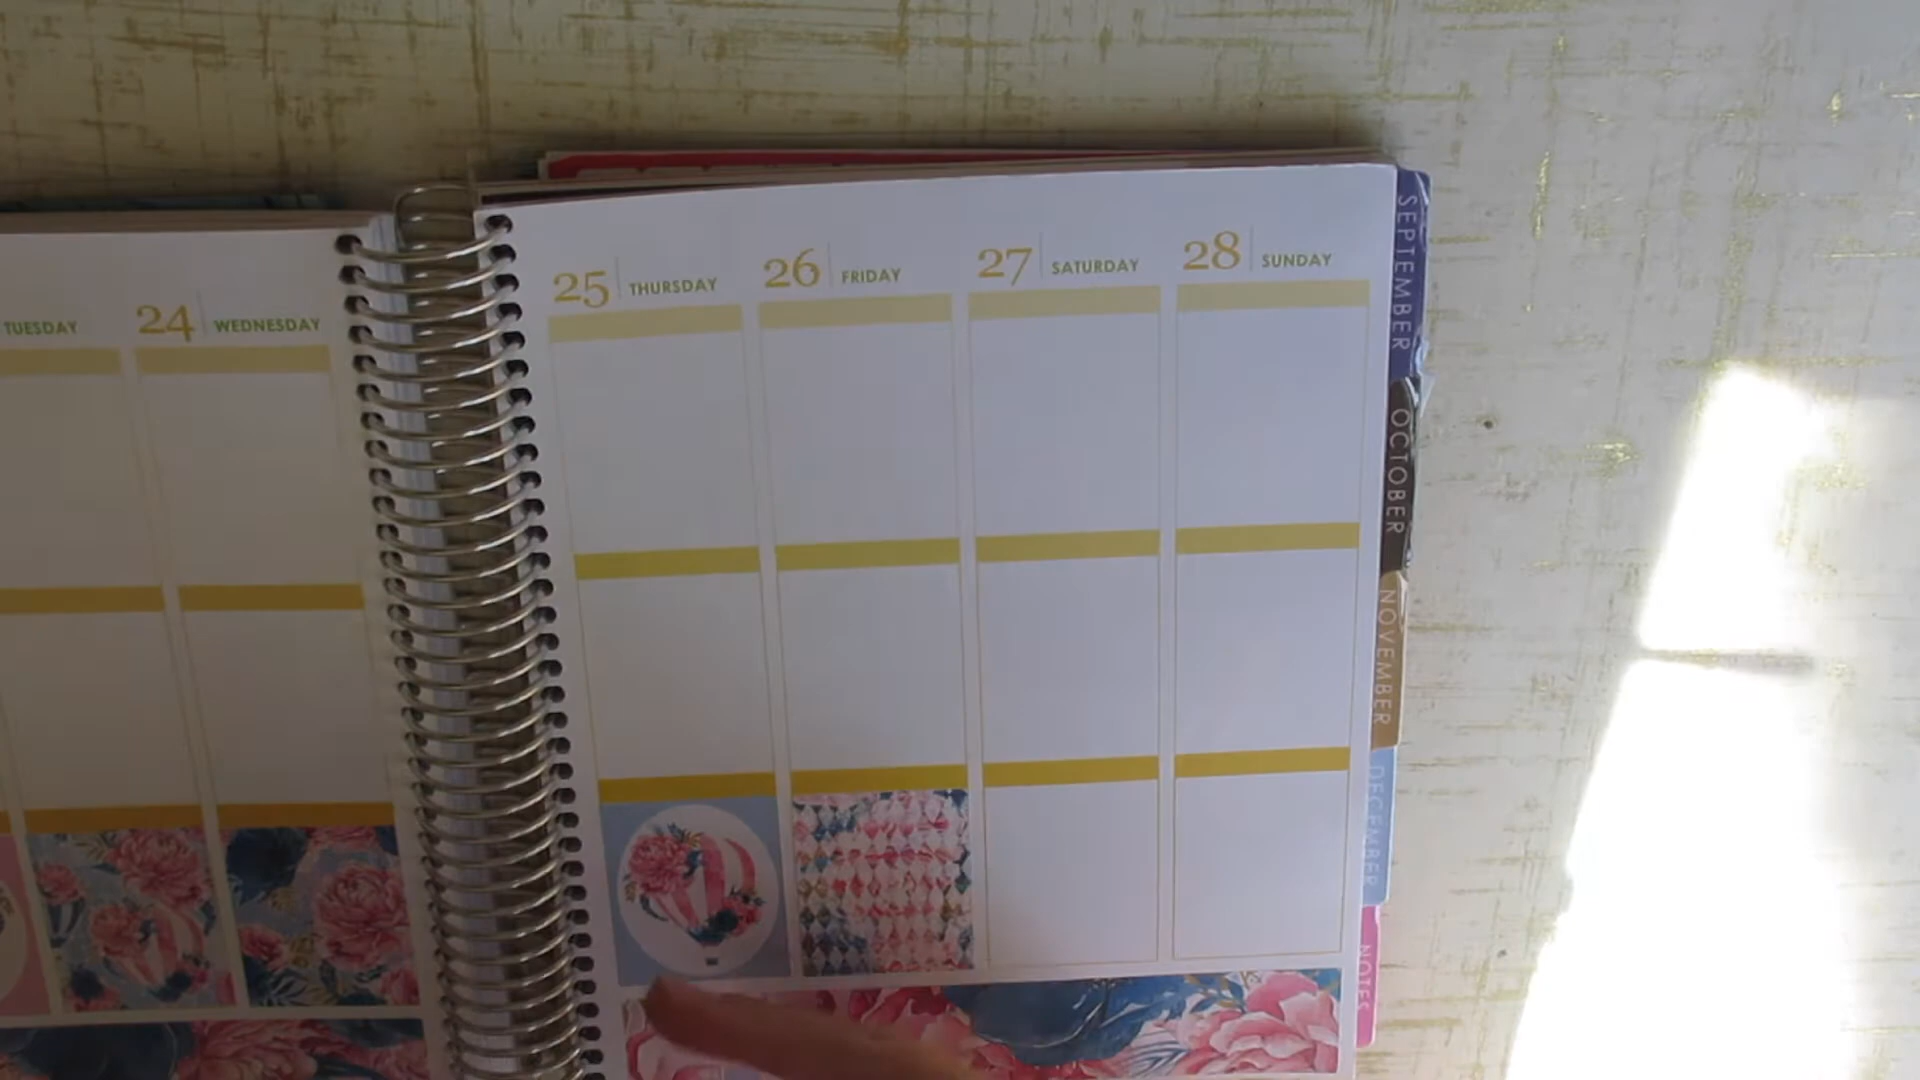 TUESDAY
24 WEDNESDAY
25 THURSDAY
26 FRIDAY
27 SATURDAY
28 SUNDAY
SEPTEMBER
OCTOBER
NOVEMBER
DECEMBER
NOTES